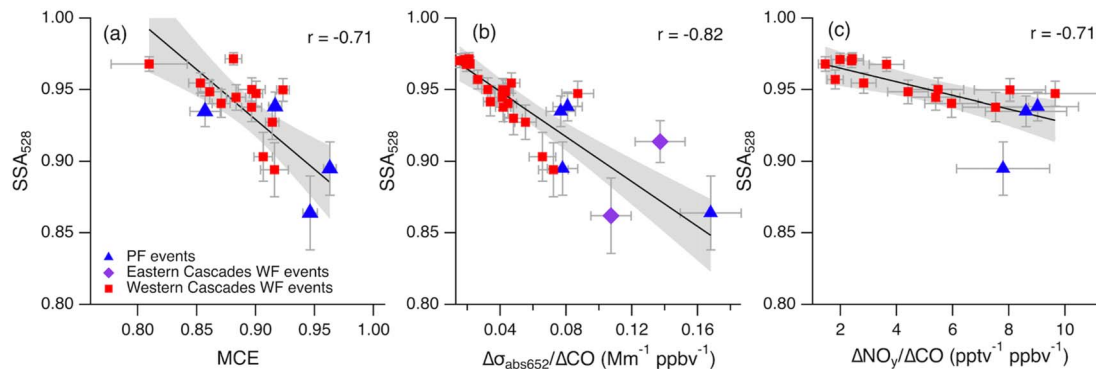 (a)
r = -0.71
SSA528
1.00
0.95
0.90
0.85
0.80
0.80
0.85
0.90
0.95
1.00
MCE
PF events
Eastern Cascades WF events
Western Cascades WF events
(b)
r = -0.82
SSA528
1.00
0.95
0.90
0.85
0.80
0.04
0.08
0.12
0.16
Δσabs652/ΔCO (Mm⁻¹ ppbv⁻¹)
(c)
r = -0.71
SSA528
1.00
0.95
0.90
0.85
0.80
2
4
6
8
10
ΔNOy/ΔCO (pptv⁻¹ ppbv⁻¹)